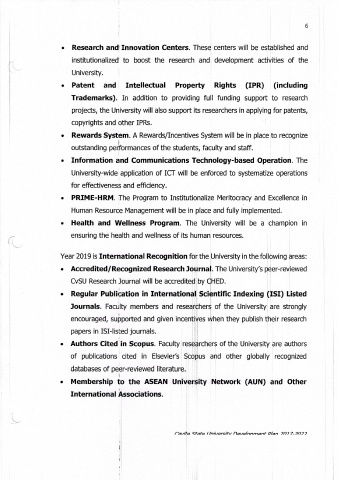 6
• Research and Innovation Centers. These centers will be established and
institutionalized to boost the research and development activities of the
University.
• Patent and Intellectual Property Rights (IPR) (including
Trademarks). In addition to providing full funding support to research
projects, the University will also support its researchers in applying for patents,
copyrights and other IPRs.
• Rewards System. A Rewards/Incentives System will be in place to recognize
outstanding performances of the students, faculty and staff.
• Information and Communications Technology-based Operation. The
University-wide application of ICT will be enforced to systematize operations
for effectiveness and efficiency.
• PRIME-HRM. The Program to Institutionalize Meritocracy and Excellence in
Human Resource Management will be in place and fully implemented.
• Health and Wellness Program. The University will be a champion in
ensuring the health and wellness of its human resources.
Year 2019 is International Recognition for the University in the following areas:
• Accredited/Recognized Research Journal. The University's peer-reviewed
CvSU Research Journal will be accredited by CHED.
• Regular Publication in International Scientific Indexing (ISI) Listed
Journals. Faculty members and researchers of the University are strongly
encouraged, supported and given incentives when they publish their research
papers in ISI-listed journals.
• Authors Cited in Scopus. Faculty researchers of the University are authors
of publications cited in Elsevier's Scopus and other globally recognized
databases of peer-reviewed literature.
• Membership to the ASEAN University Network (AUN) and Other
International Associations.
Cavite State University Development Plan 2017-2022